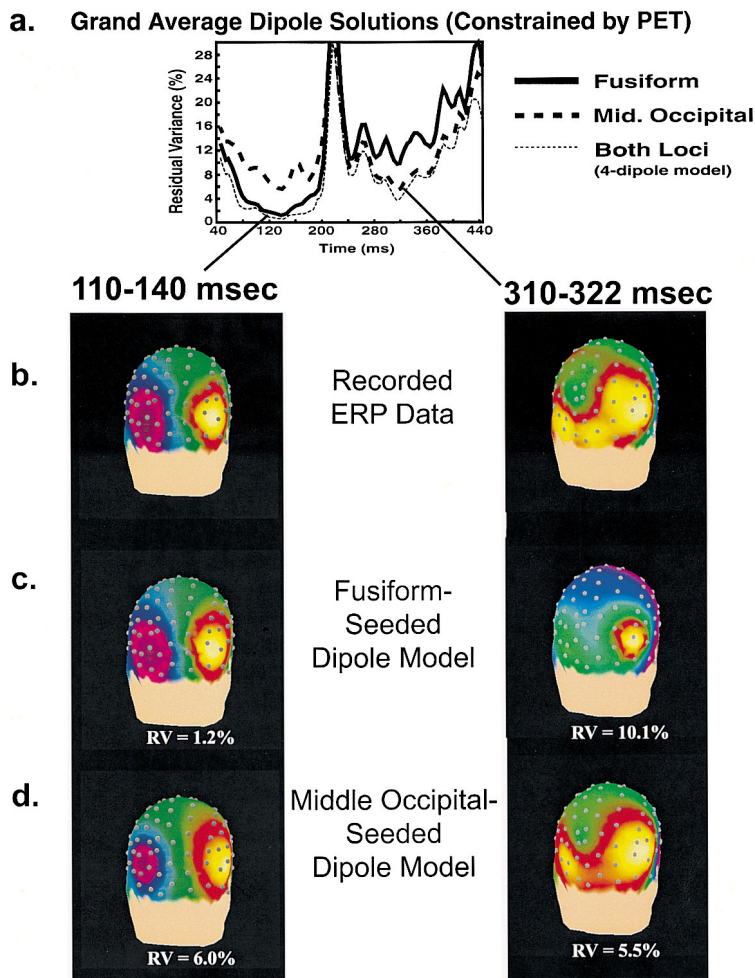 a. Grand Average Dipole Solutions (Constrained by PET)
Residual Variance (%)
28
24
20
16
12
8
4
0
40 120 200 280 360 440
Time (ms)
Fusiform
Mid. Occipital
Both Loci
(4-dipole model)
110-140 msec
310-322 msec
b.
Recorded
ERP Data
c.
Fusiform-
Seeded
Dipole Model
RV = 1.2%
RV = 10.1%
d.
Middle Occipital-
Seeded
Dipole Model
RV = 6.0%
RV = 5.5%